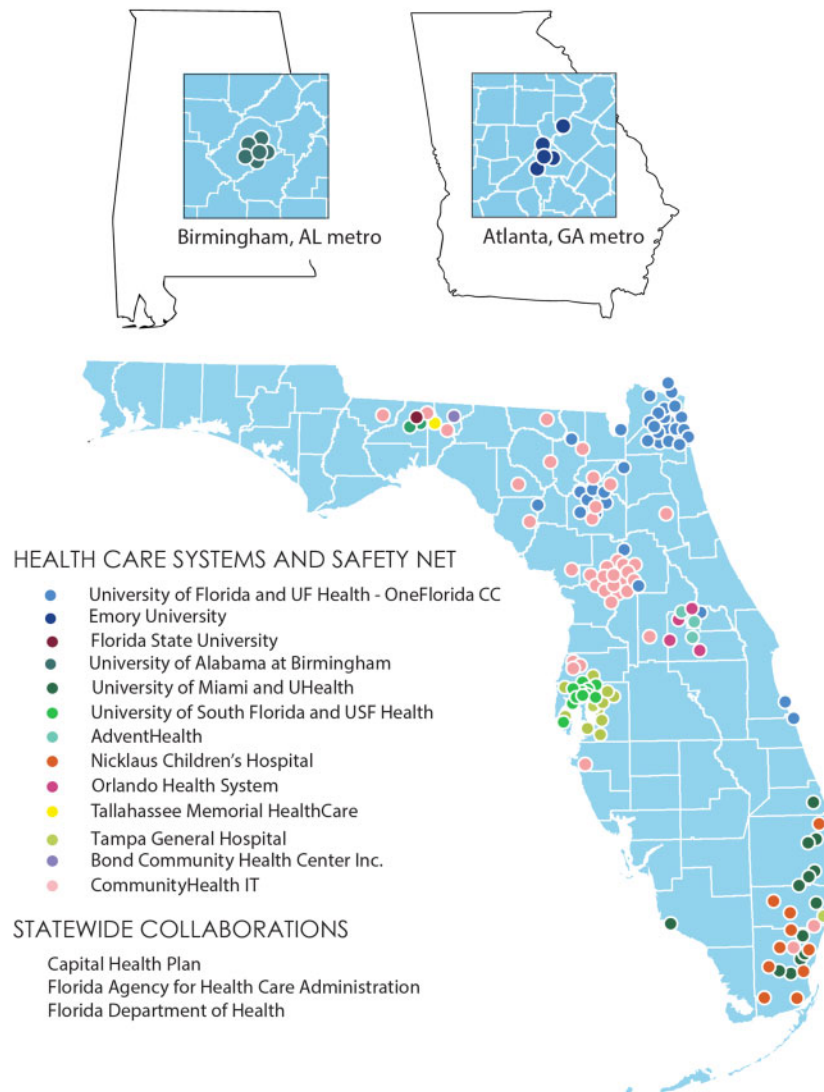 Birmingham, AL metro
Atlanta, GA metro
HEALTH CARE SYSTEMS AND SAFETY NET
University of Florida and UF Health - OneFlorida CC
Emory University
Florida State University
University of Alabama at Birmingham
University of Miami and UHealth
University of South Florida and USF Health
AdventHealth
Nicklaus Children's Hospital
Orlando Health System
Tallahassee Memorial HealthCare
Tampa General Hospital
Bond Community Health Center Inc.
CommunityHealth IT
STATEWIDE COLLABORATIONS
Capital Health Plan
Florida Agency for Health Care Administration
Florida Department of Health